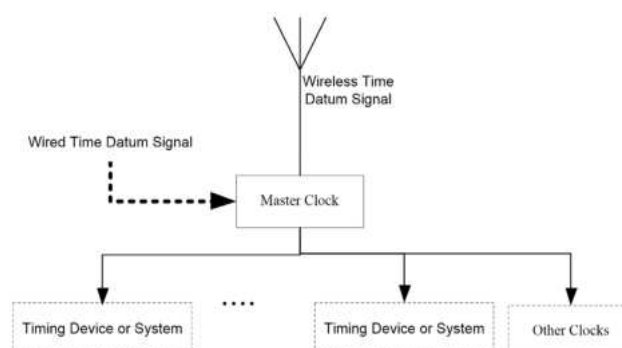 Wireless Time
Datum Signal
Wired Time Datum Signal
Master Clock
....
Timing Device or System
Timing Device or System
Other Clocks